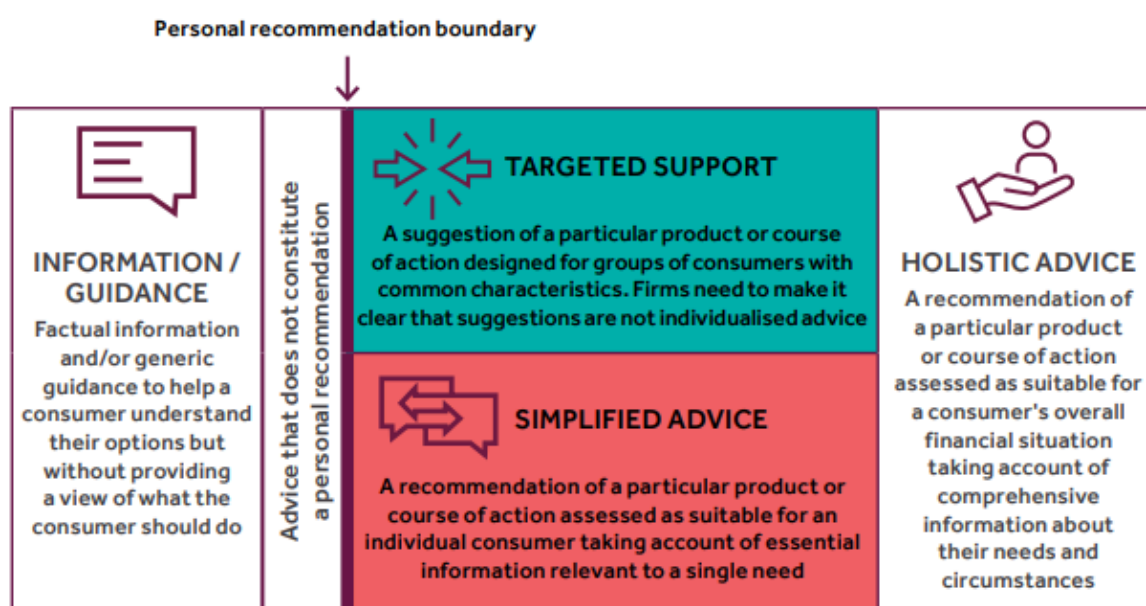 Personal recommendation boundary
INFORMATION /
GUIDANCE
Factual information
and/or generic
guidance to help a
consumer understand
their options but
without providing
a view of what the
consumer should do
Advice that does not constitute
a personal recommendation
TARGETED SUPPORT
A suggestion of a particular product or course
of action designed for groups of consumers with
common characteristics. Firms need to make it
clear that suggestions are not individualised advice
SIMPLIFIED ADVICE
A recommendation of a particular product or
course of action assessed as suitable for an
individual consumer taking account of essential
information relevant to a single need
HOLISTIC ADVICE
A recommendation of
a particular product
or course of action
assessed as suitable for
a consumer's overall
financial situation
taking account of
comprehensive
information about
their needs and
circumstances